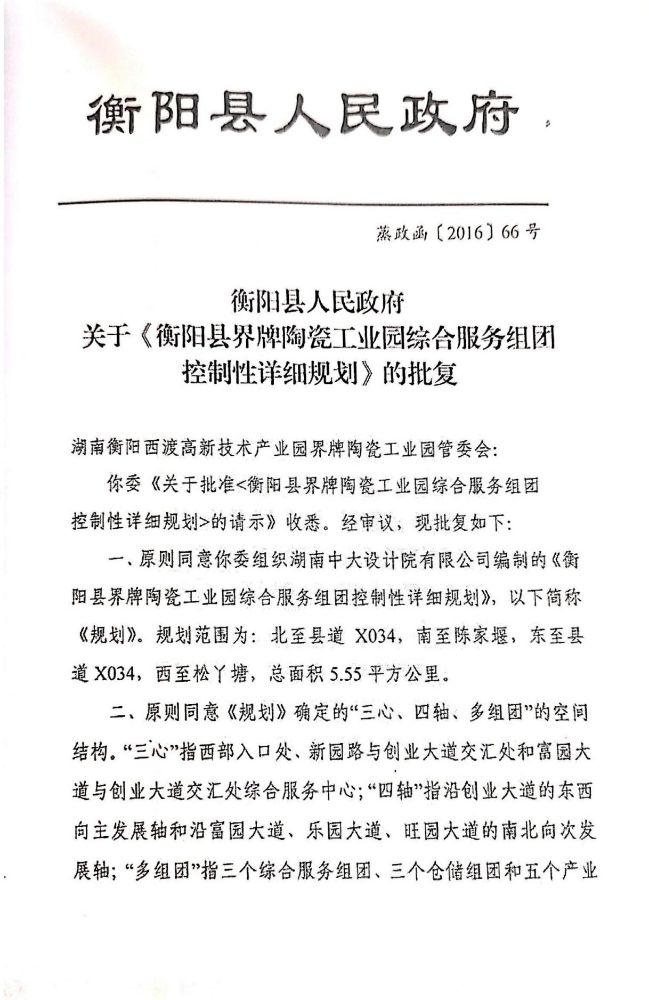 衡阳县人民政府
蒸政函〔2016〕66号
衡阳县人民政府
关于《衡阳县界牌陶瓷工业园综合服务组团
控制性详细规划》的批复
湖南衡阳西渡高新技术产业园界牌陶瓷工业园管委会：
你委《关于批准<衡阳县界牌陶瓷工业园综合服务组团
控制性详细规划>的请示》收悉。经审议，现批复如下：
一、原则同意你委组织湖南中大设计院有限公司编制的《衡
阳县界牌陶瓷工业园综合服务组团控制性详细规划》，以下简称
《规划》。规划范围为：北至县道 X034，南至陈家堰，东至县
道 X034，西至松丫塘，总面积 5.55 平方公里。
二、原则同意《规划》确定的“三心、四轴、多组团”的空间
结构。“三心”指西部入口处、新园路与创业大道交汇处和富园大
道与创业大道交汇处综合服务中心；“四轴”指沿创业大道的东西
向主发展轴和沿富园大道、乐园大道、旺园大道的南北向次发
展轴；“多组团”指三个综合服务组团、三个仓储组团和五个产业